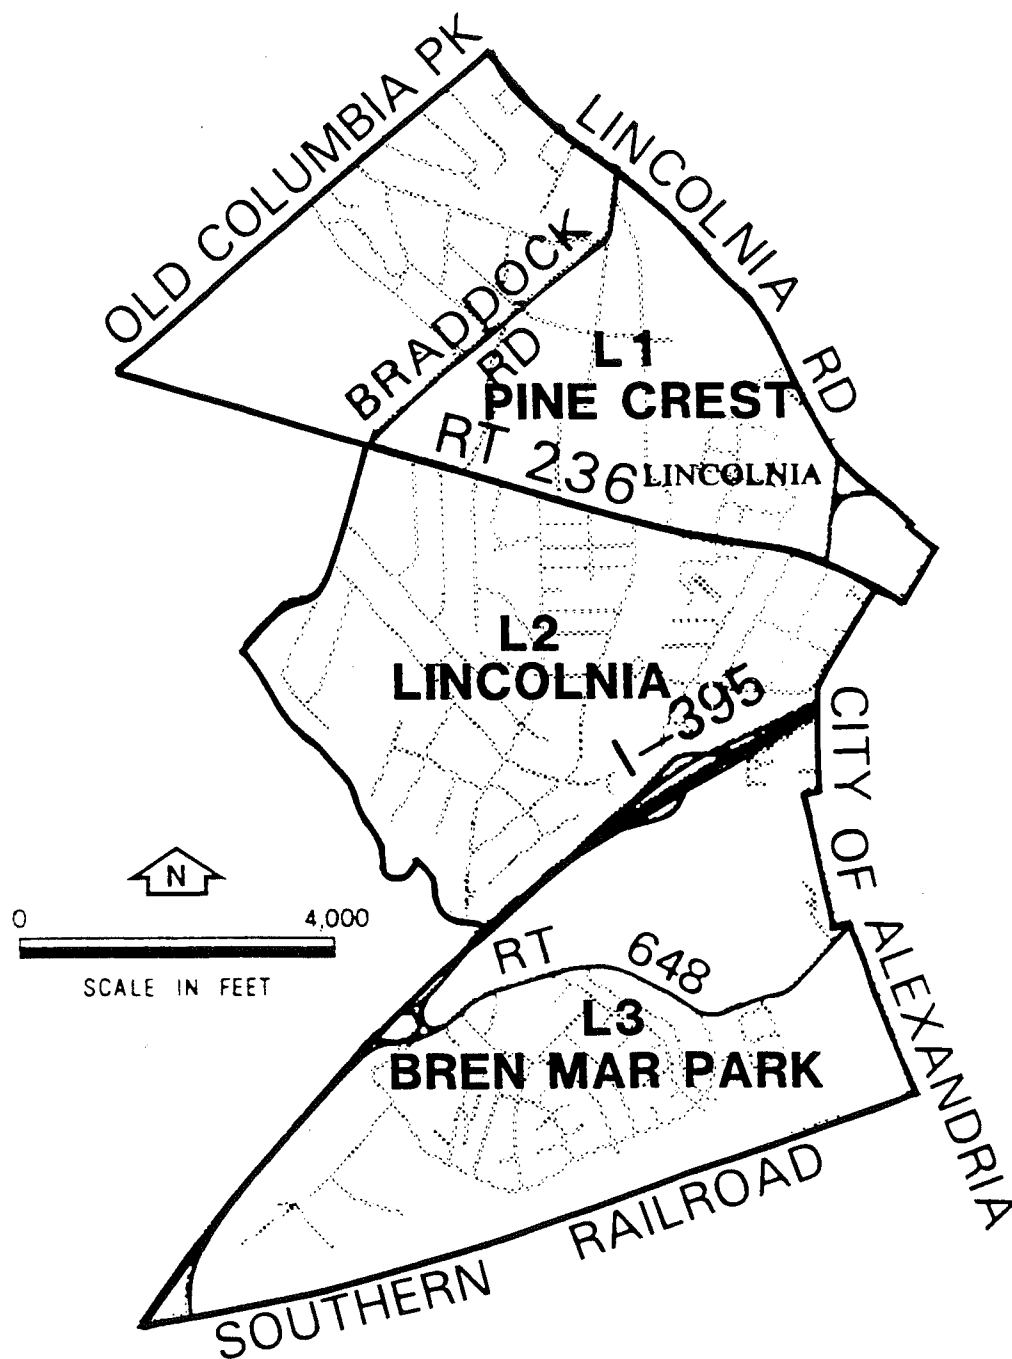 OLD COLUMBIA PK
LINCOLNIA RD
BRADDOCK
RD
L1
PINE CREST
RT 236
LINCOLNIA
L2
LINCOLNIA
I-395
CITY OF ALEXANDRIA
N
0 4,000
SCALE IN FEET
RT 648
L3
BREN MAR PARK
SOUTHERN RAILROAD